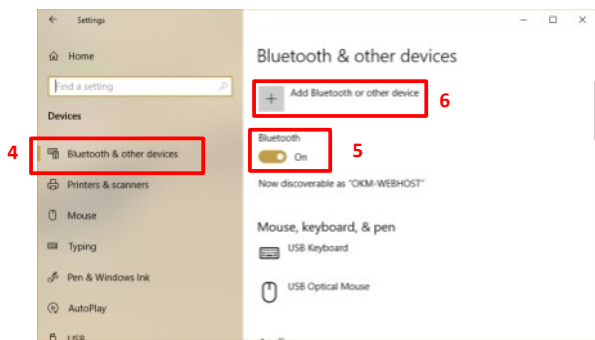 Settings
Home
Find a setting
Devices
4
Bluetooth & other devices
Printers & scanners
Mouse
Typing
Pen & Windows Ink
AutoPlay
USB
Bluetooth & other devices
Add Bluetooth or other device
6
Bluetooth
On
5
Now discoverable as "OKM-WEBHOST"
Mouse, keyboard, & pen
USB Keyboard
USB Optical Mouse